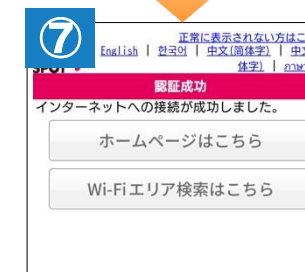 ⑦
正常に表示されない方はこ
English | 한국어 | 中文(簡体字) | 中文
体字) | ภาษ
SPOT
認証成功
インターネットへの接続が成功しました。
ホームページはこちら
Wi-Fiエリア検索はこちら